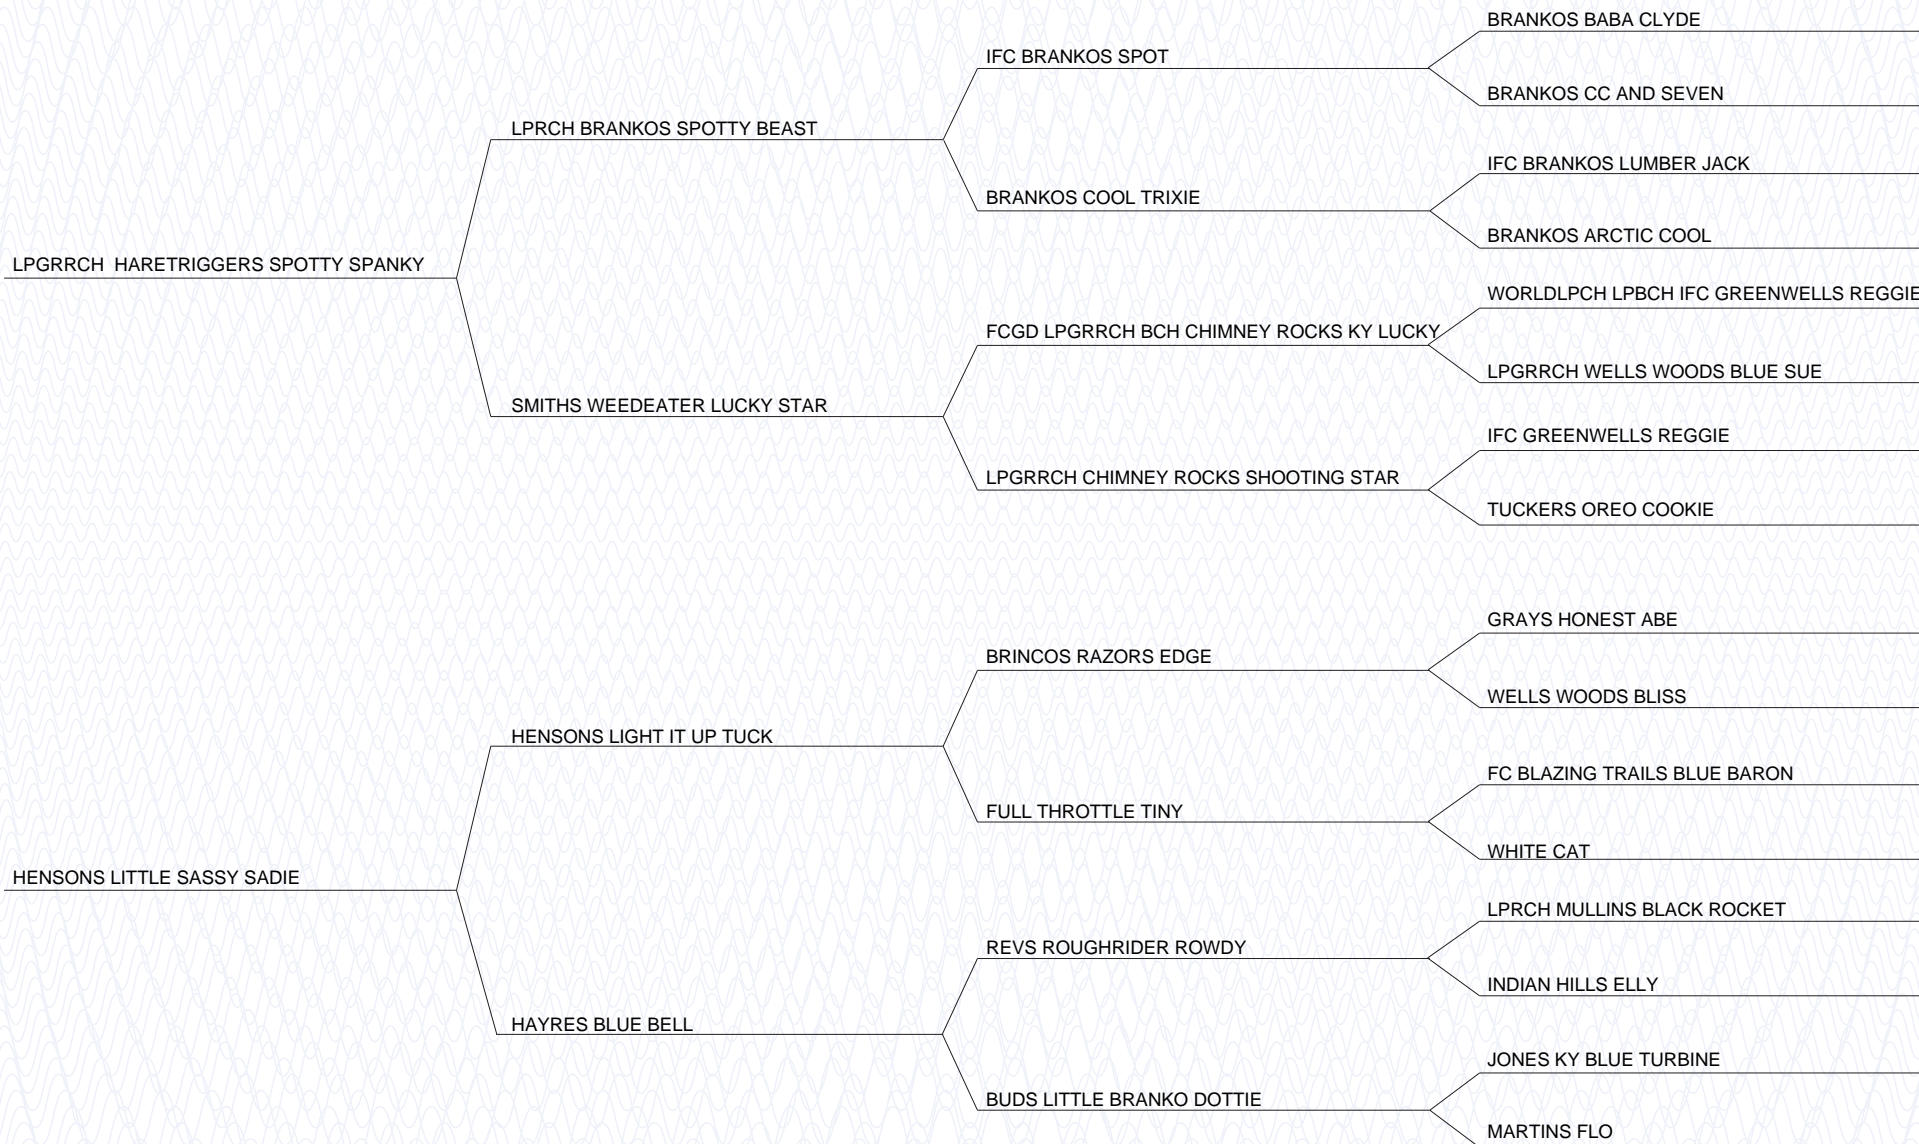 BRANKOS BABA CLYDE
IFC BRANKOS SPOT
BRANKOS CC AND SEVEN
LPRCH BRANKOS SPOTTY BEAST
IFC BRANKOS LUMBER JACK
BRANKOS COOL TRIXIE
BRANKOS ARCTIC COOL
LPGRRCH HARETRIGGERS SPOTTY SPANKY
WORLDLPCH LPBCH IFC GREENWELLS REGGIE
FCGD LPGRRCH BCH CHIMNEY ROCKS KY LUCKY
LPGRRCH WELLS WOODS BLUE SUE
SMITHS WEEDEATER LUCKY STAR
IFC GREENWELLS REGGIE
LPGRRCH CHIMNEY ROCKS SHOOTING STAR
TUCKERS OREO COOKIE
GRAYS HONEST ABE
BRINCOS RAZORS EDGE
WELLS WOODS BLISS
HENSONS LIGHT IT UP TUCK
FC BLAZING TRAILS BLUE BARON
FULL THROTTLE TINY
WHITE CAT
HENSONS LITTLE SASSY SADIE
LPRCH MULLINS BLACK ROCKET
REVS ROUGHRIDER ROWDY
INDIAN HILLS ELLY
HAYRES BLUE BELL
JONES KY BLUE TURBINE
BUDS LITTLE BRANKO DOTTIE
MARTINS FLO